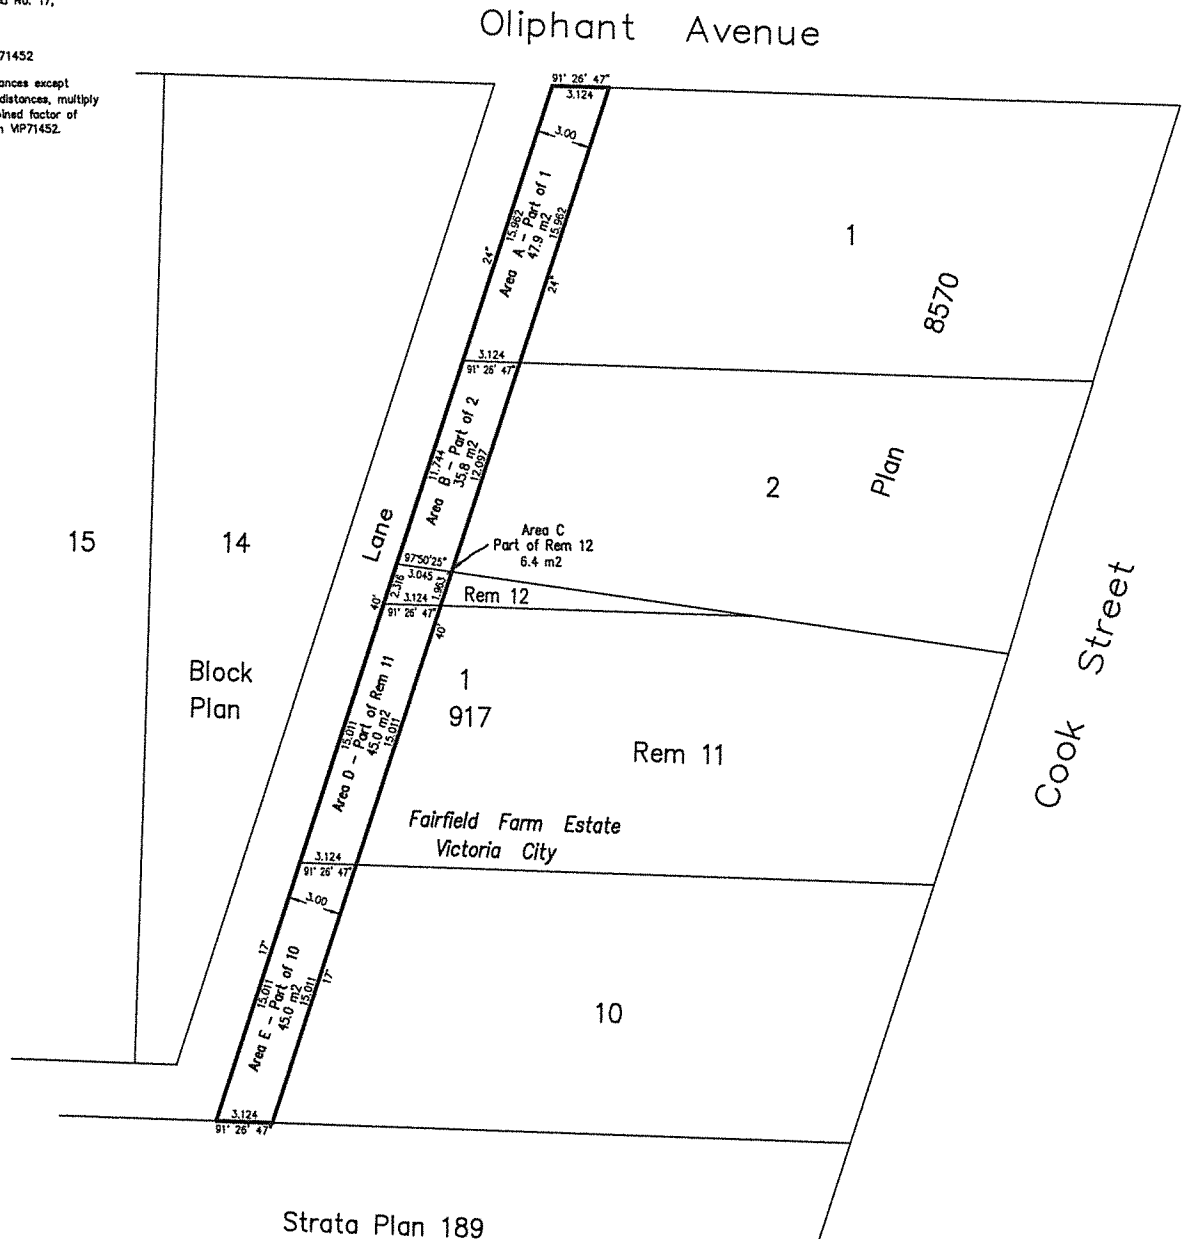 71452
ances except
distances, multiply
factor of
VIP71452.
Oliphant Avenue
91° 26' 47"
3.124
3.00
15.962
Area A - Part of 1
47.9 m2
15.962
24"
24"
1
8570
3.124
91° 26' 47"
11.744
Area B - Part of 2
35.8 m2
12.097
2
Plan
15
14
Lane
Area C
Part of Rem 12
6.4 m2
97°50'25"
3.045
2.316
1.963
3.124
91° 26' 47"
Rem 12
40'
40'
Block
Plan
1
917
Rem 11
15.011
Area D - Part of Rem 11
45.0 m2
15.011
Cook Street
Fairfield Farm Estate
Victoria City
3.124
91° 26' 47"
3.00
17"
17"
15.011
Area E - Part of 10
45.0 m2
15.011
10
3.124
91° 26' 47"
Strata Plan 189